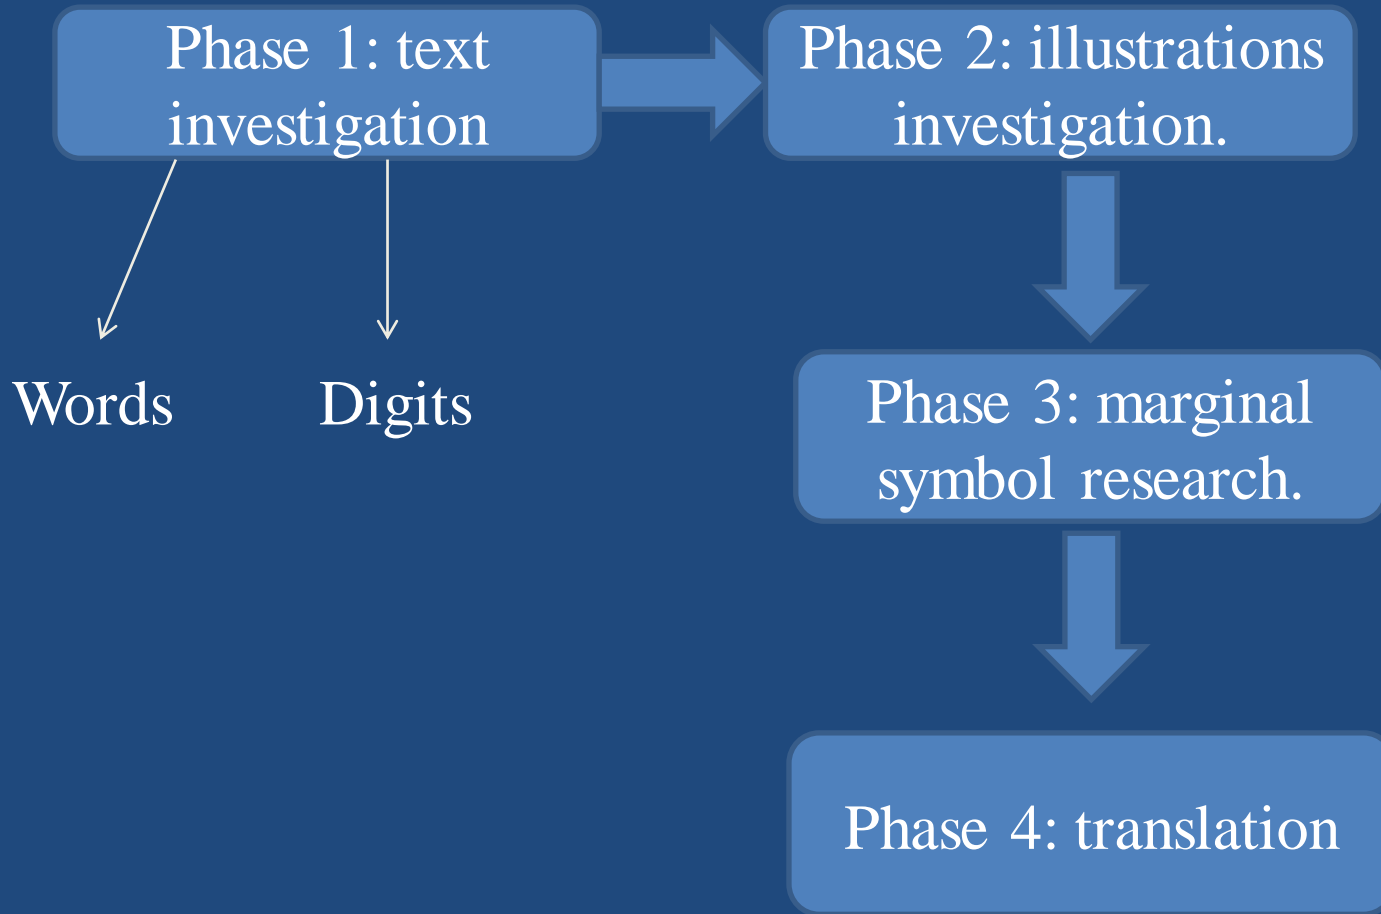 Phase 1: text
investigation
Phase 2: illustrations
investigation.
Words
Digits
Phase 3: marginal
symbol research.
Phase 4: translation